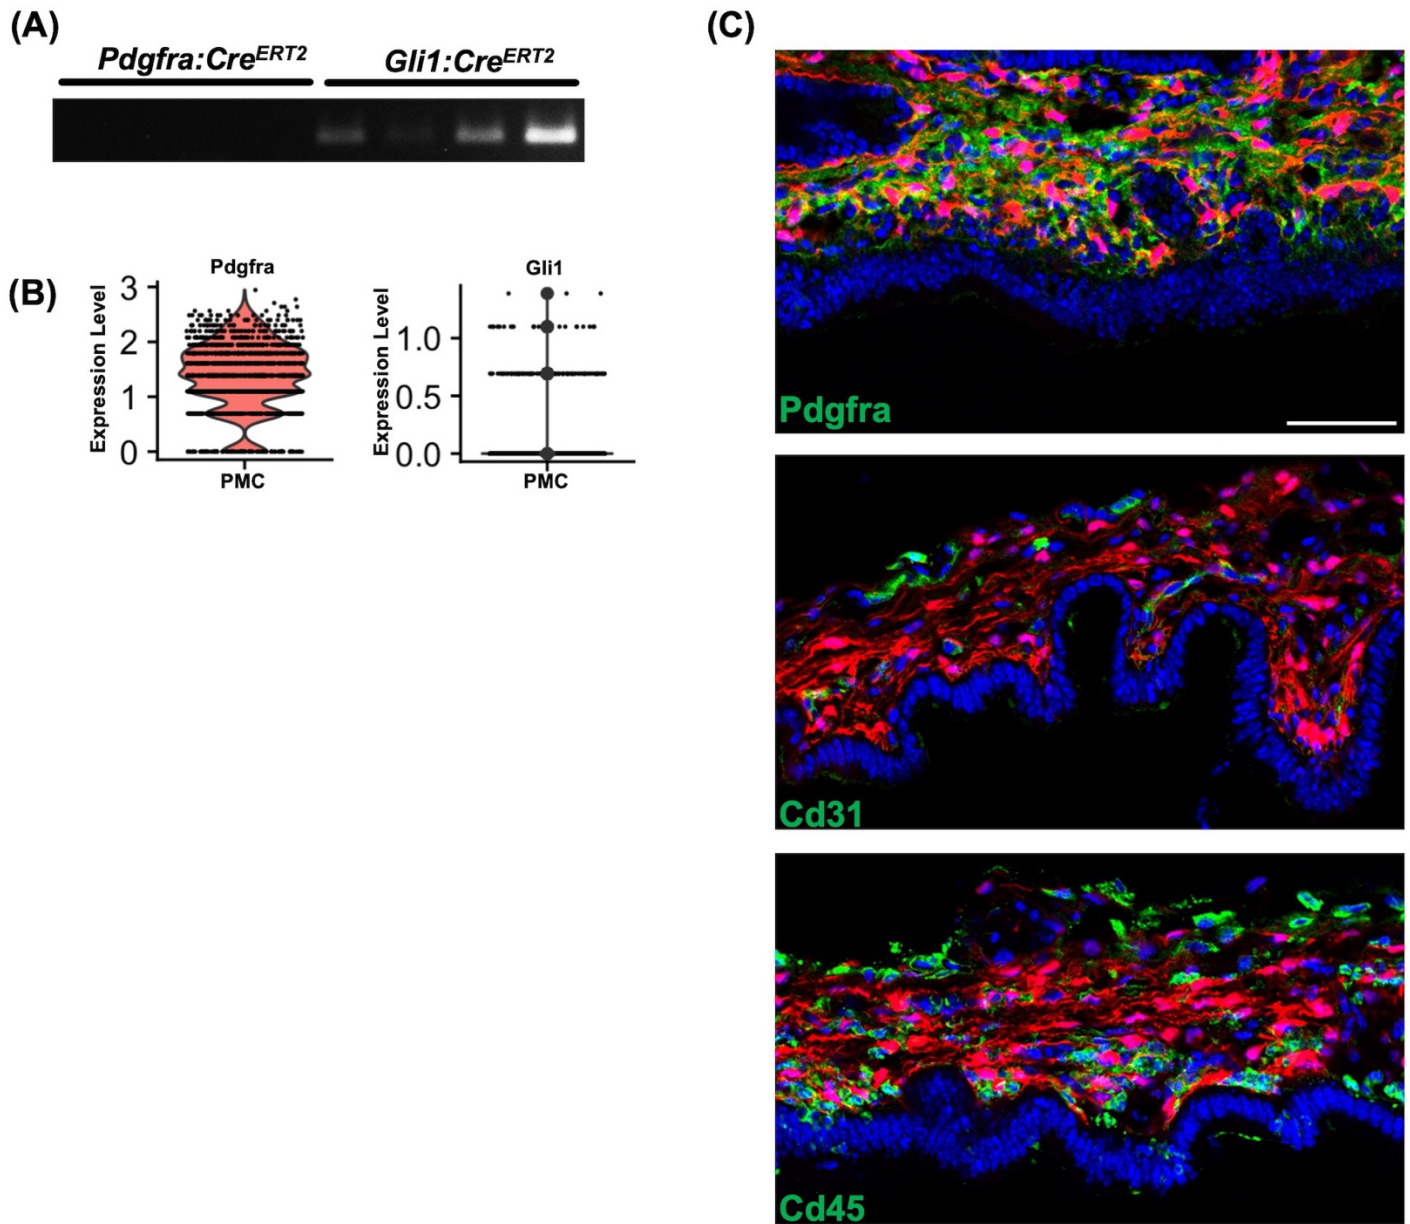 (A)
Pdgfra:CreERT2 Gli1:CreERT2
(B)
Pdgfra
Expression Level
3
2
1
0
PMC
Gli1
Expression Level
1.0
0.5
0.0
PMC
(C)
Pdgfra
Cd31
Cd45